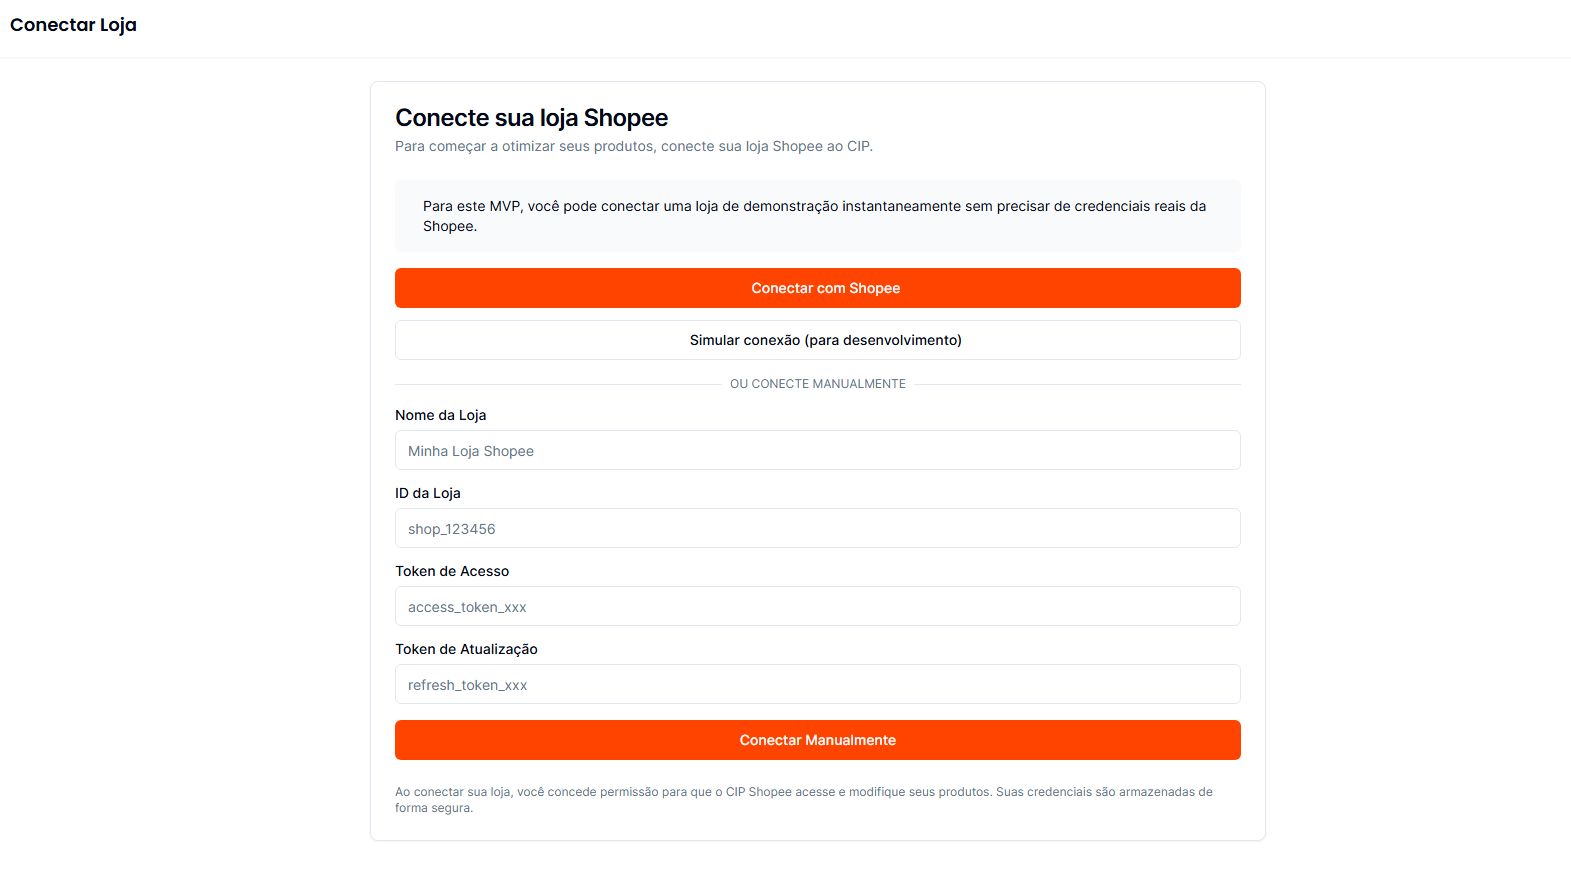 Conectar Loja
Conecte sua loja Shopee
Para começar a otimizar seus produtos, conecte sua loja Shopee ao CIP.
Para este MVP, você pode conectar uma loja de demonstração instantaneamente sem precisar de credenciais reais da
Shopee.
Conectar com Shopee
Simular conexão (para desenvolvimento)
OU CONECTE MANUALMENTE
Nome da Loja
Minha Loja Shopee
ID da Loja
shop_123456
Token de Acesso
access_token_xxx
Token de Atualização
refresh_token_xxx
Conectar Manualmente
Ao conectar sua loja, você concede permissão para que o CIP Shopee acesse e modifique seus produtos. Suas credenciais são armazenadas de
forma segura.